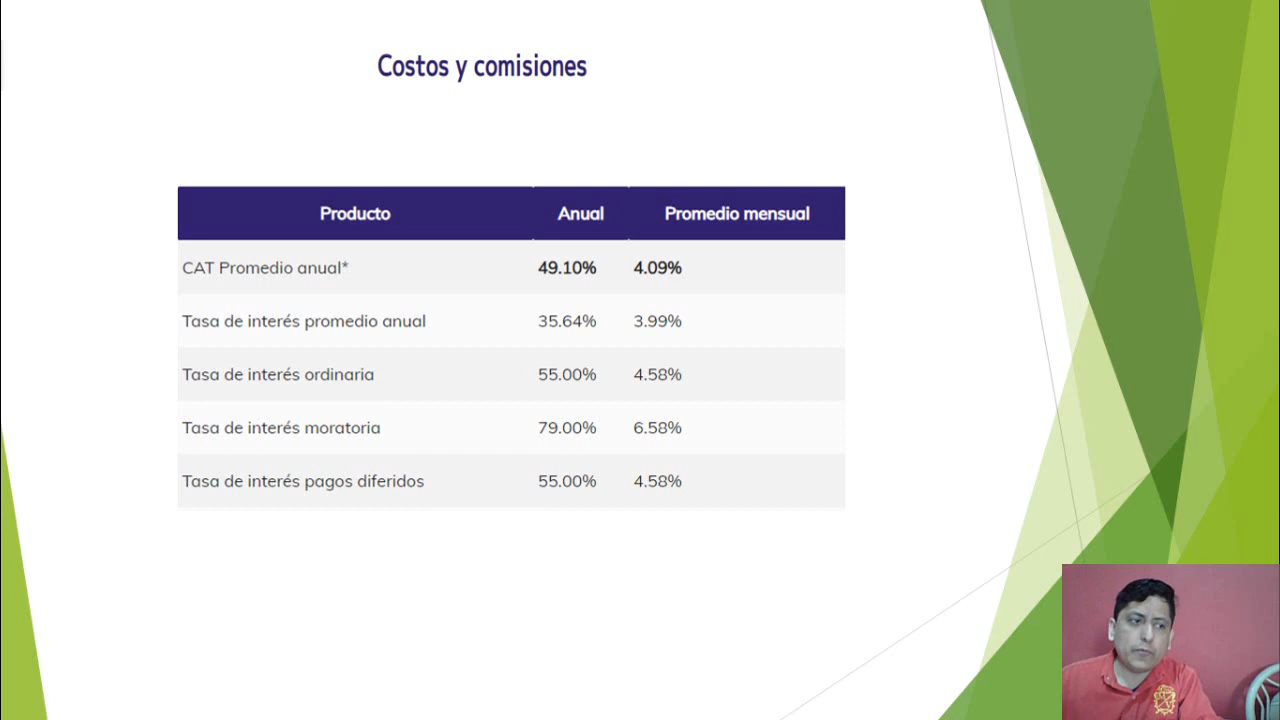 Costos y comisiones
Producto Anual Promedio mensual
CAT Promedio anual* 49.10% 4.09%
Tasa de interés promedio anual 35.64% 3.99%
Tasa de interés ordinaria 55.00% 4.58%
Tasa de interés moratoria 79.00% 6.58%
Tasa de interés pagos diferidos 55.00% 4.58%